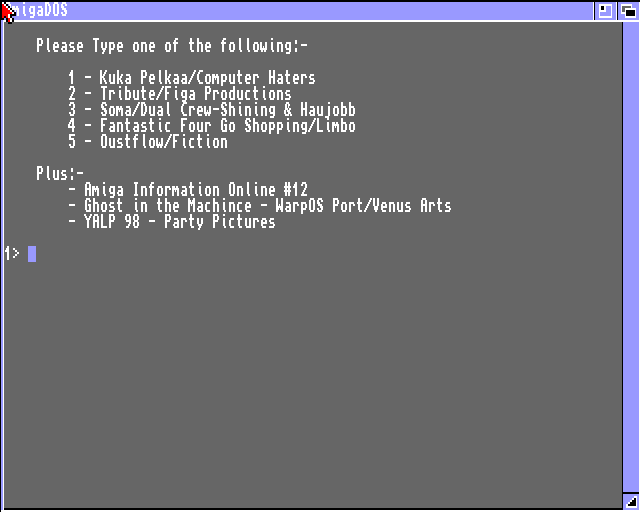 AmigaDOS
Please Type one of the following:-
1 - Kuka Pelkaa/Computer Haters
2 - Tribute/Figa Productions
3 - Soma/Dual Crew-Shining & Haujobb
4 - Fantastic Four Go Shopping/Limbo
5 - Oustflow/Fiction
Plus:-
- Amiga Information Online #12
- Ghost in the Machince - WarpOS Port/Venus Arts
- YALP 98 - Party Pictures
1>